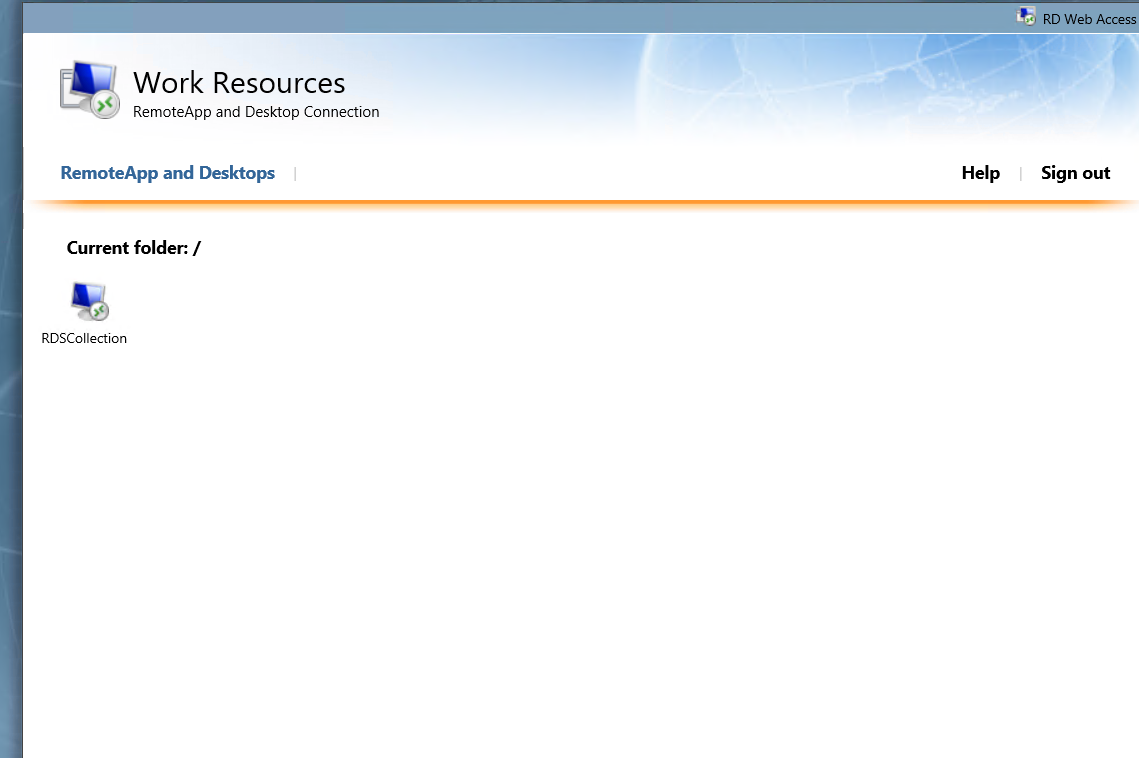 RD Web Access
Work Resources
RemoteApp and Desktop Connection
RemoteApp and Desktops |
Help | Sign out
Current folder: /
RDSCollection